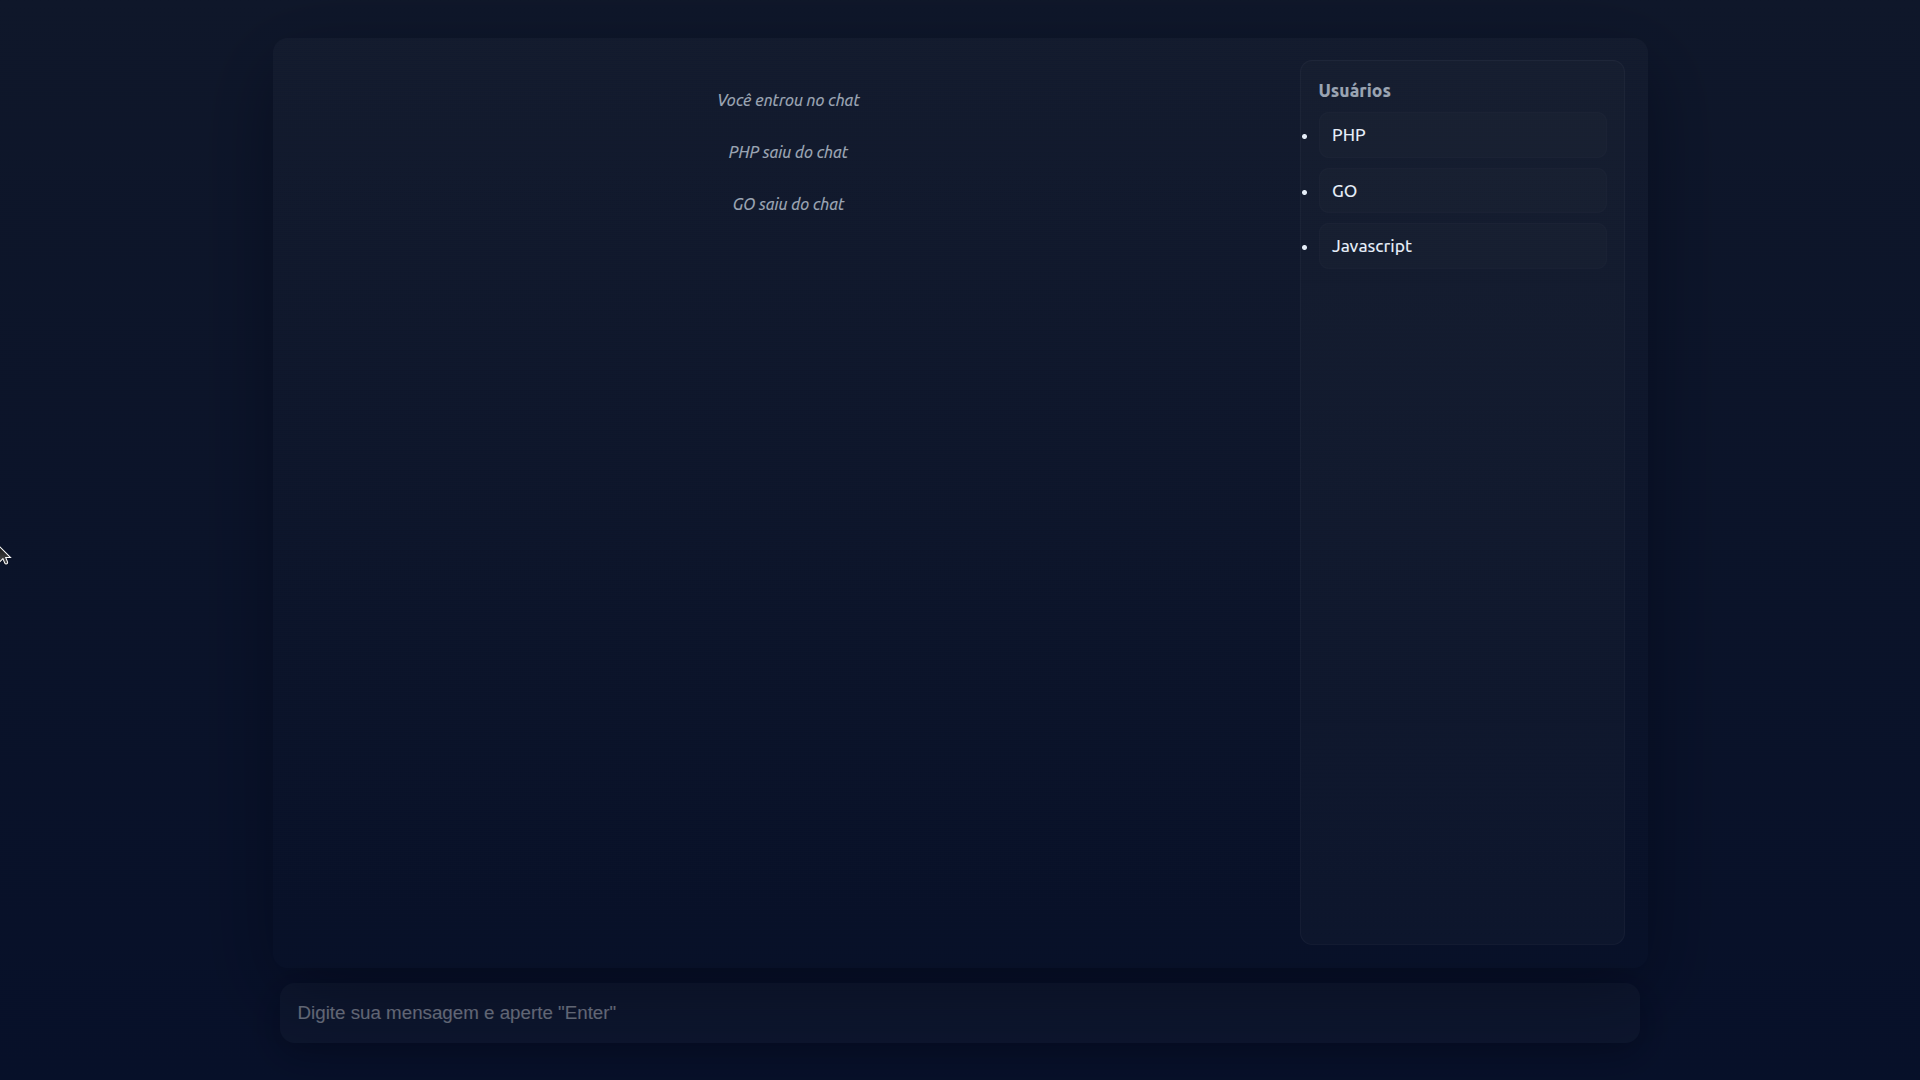 Você entrou no chat
PHP saiu do chat
GO saiu do chat
Usuários
PHP
GO
Javascript
Digite sua mensagem e aperte "Enter"